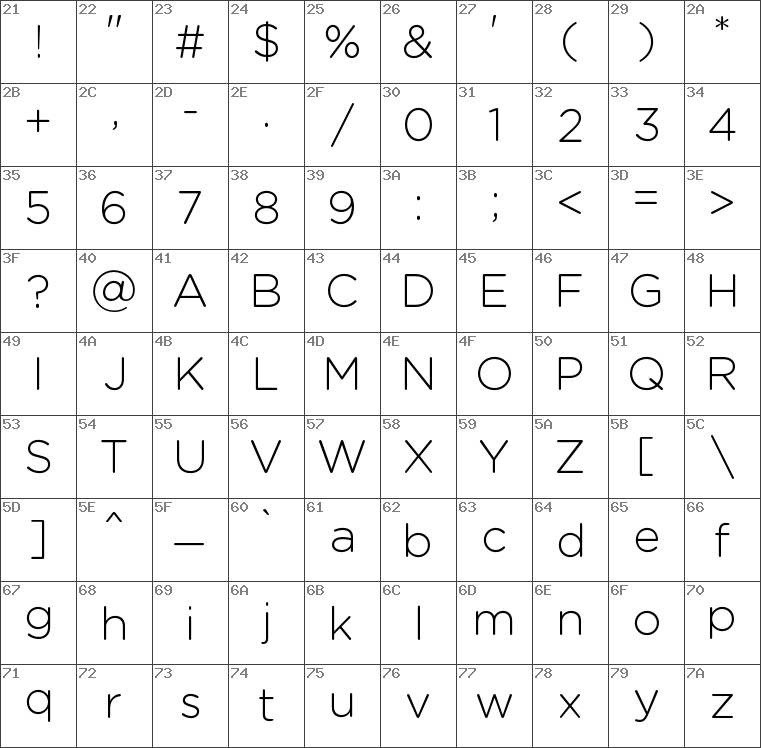 21 22 23 24 25 26 27 28 29 2A
! " # $ % & ' ( ) *
2B 2C 2D 2E 2F 30 31 32 33 34
+ , - . / 0 1 2 3 4
35 36 37 38 39 3A 3B 3C 3D 3E
5 6 7 8 9 : ; < = >
3F 40 41 42 43 44 45 46 47 48
? @ A B C D E F G H
49 4A 4B 4C 4D 4E 4F 50 51 52
I J K L M N O P Q R
53 54 55 56 57 58 59 5A 5B 5C
S T U V W X Y Z [ \
5D 5E 5F 60 61 62 63 64 65 66
] ^ _ ` a b c d e f
67 68 69 6A 6B 6C 6D 6E 6F 70
g h i j k l m n o p
71 72 73 74 75 76 77 78 79 7A
q r s t u v w x y z